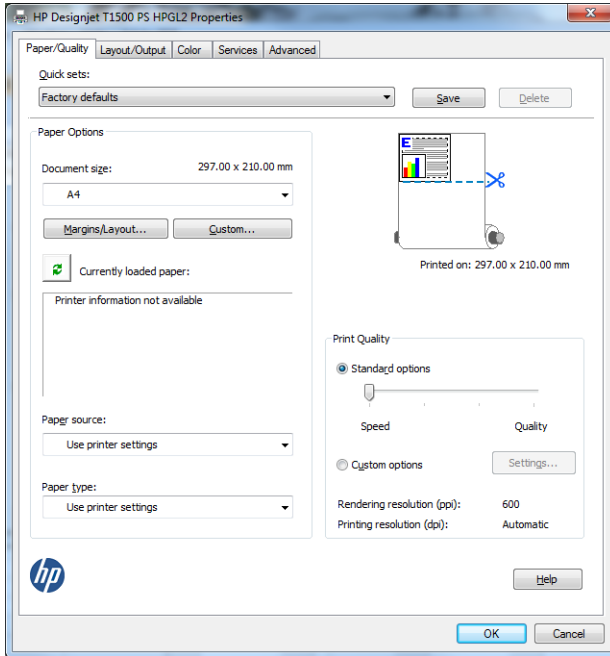 HP Designjet T1500 PS HPGL2 Properties
Paper/Quality Layout/Output Color Services Advanced
Quick sets:
Factory defaults
Save Delete
Paper Options
Document size: 297.00 x 210.00 mm
A4
Margins/Layout... Custom...
Currently loaded paper:
Printer information not available
Paper source:
Use printer settings
Paper type:
Use printer settings
E
Printed on: 297.00 x 210.00 mm
Print Quality
Standard options
Speed Quality
Custom options Settings...
Rendering resolution (ppi): 600
Printing resolution (dpi): Automatic
hp
Help
OK Cancel